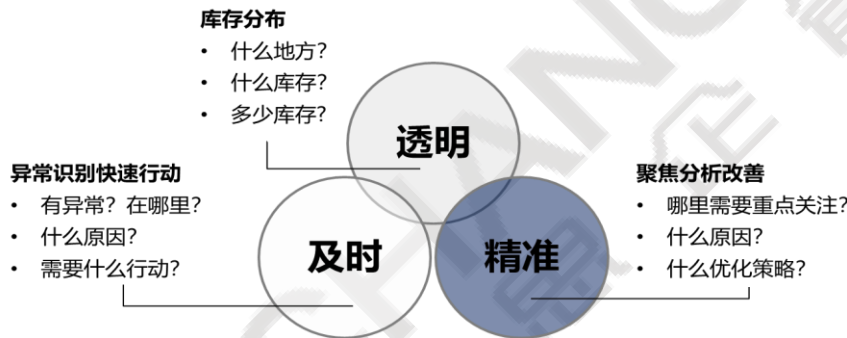 库存分布
• 什么地方?
• 什么库存?
• 多少库存?
透明
异常识别快速行动
• 有异常？在哪里?
• 什么原因?
• 需要什么行动?
及时
精准
聚焦分析改善
• 哪里需要重点关注?
• 什么原因?
• 什么优化策略?